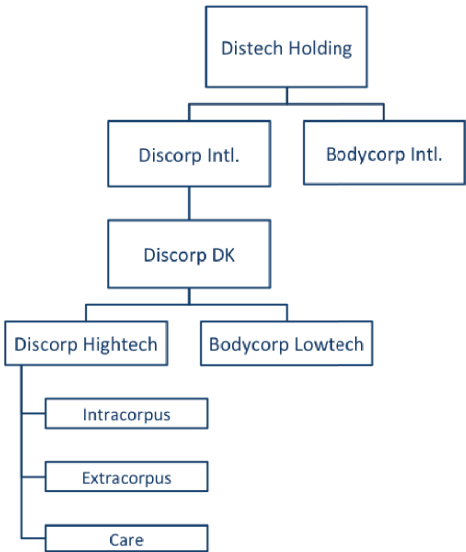 Distech Holding
Discorp Intl.
Bodycorp Intl.
Discorp DK
Discorp Hightech
Bodycorp Lowtech
Intracorpus
Extracorpus
Care